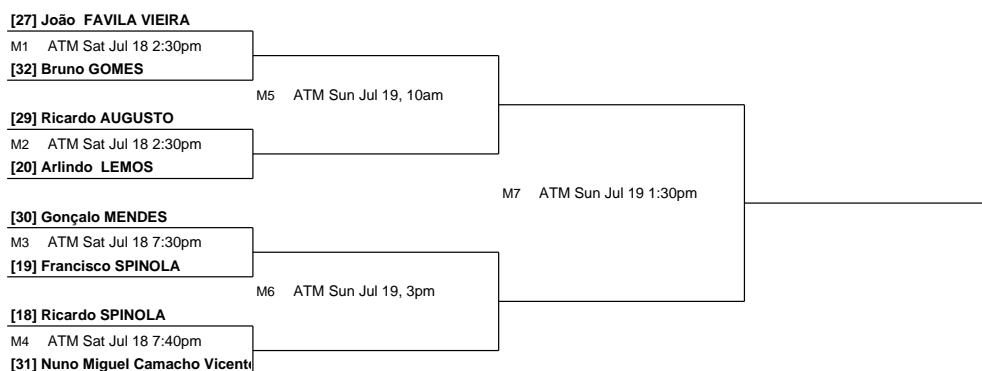 [27] João FAVILA VIEIRA
M1 ATM Sat Jul 18 2:30pm
[32] Bruno GOMES
M5 ATM Sun Jul 19, 10am
[29] Ricardo AUGUSTO
M2 ATM Sat Jul 18 2:30pm
[20] Arlindo LEMOS
M7 ATM Sun Jul 19 1:30pm
[30] Gonçalo MENDES
M3 ATM Sat Jul 18 7:30pm
[19] Francisco SPINOLA
M6 ATM Sun Jul 19, 3pm
[18] Ricardo SPINOLA
M4 ATM Sat Jul 18 7:40pm
[31] Nuno Miguel Camacho Vicente